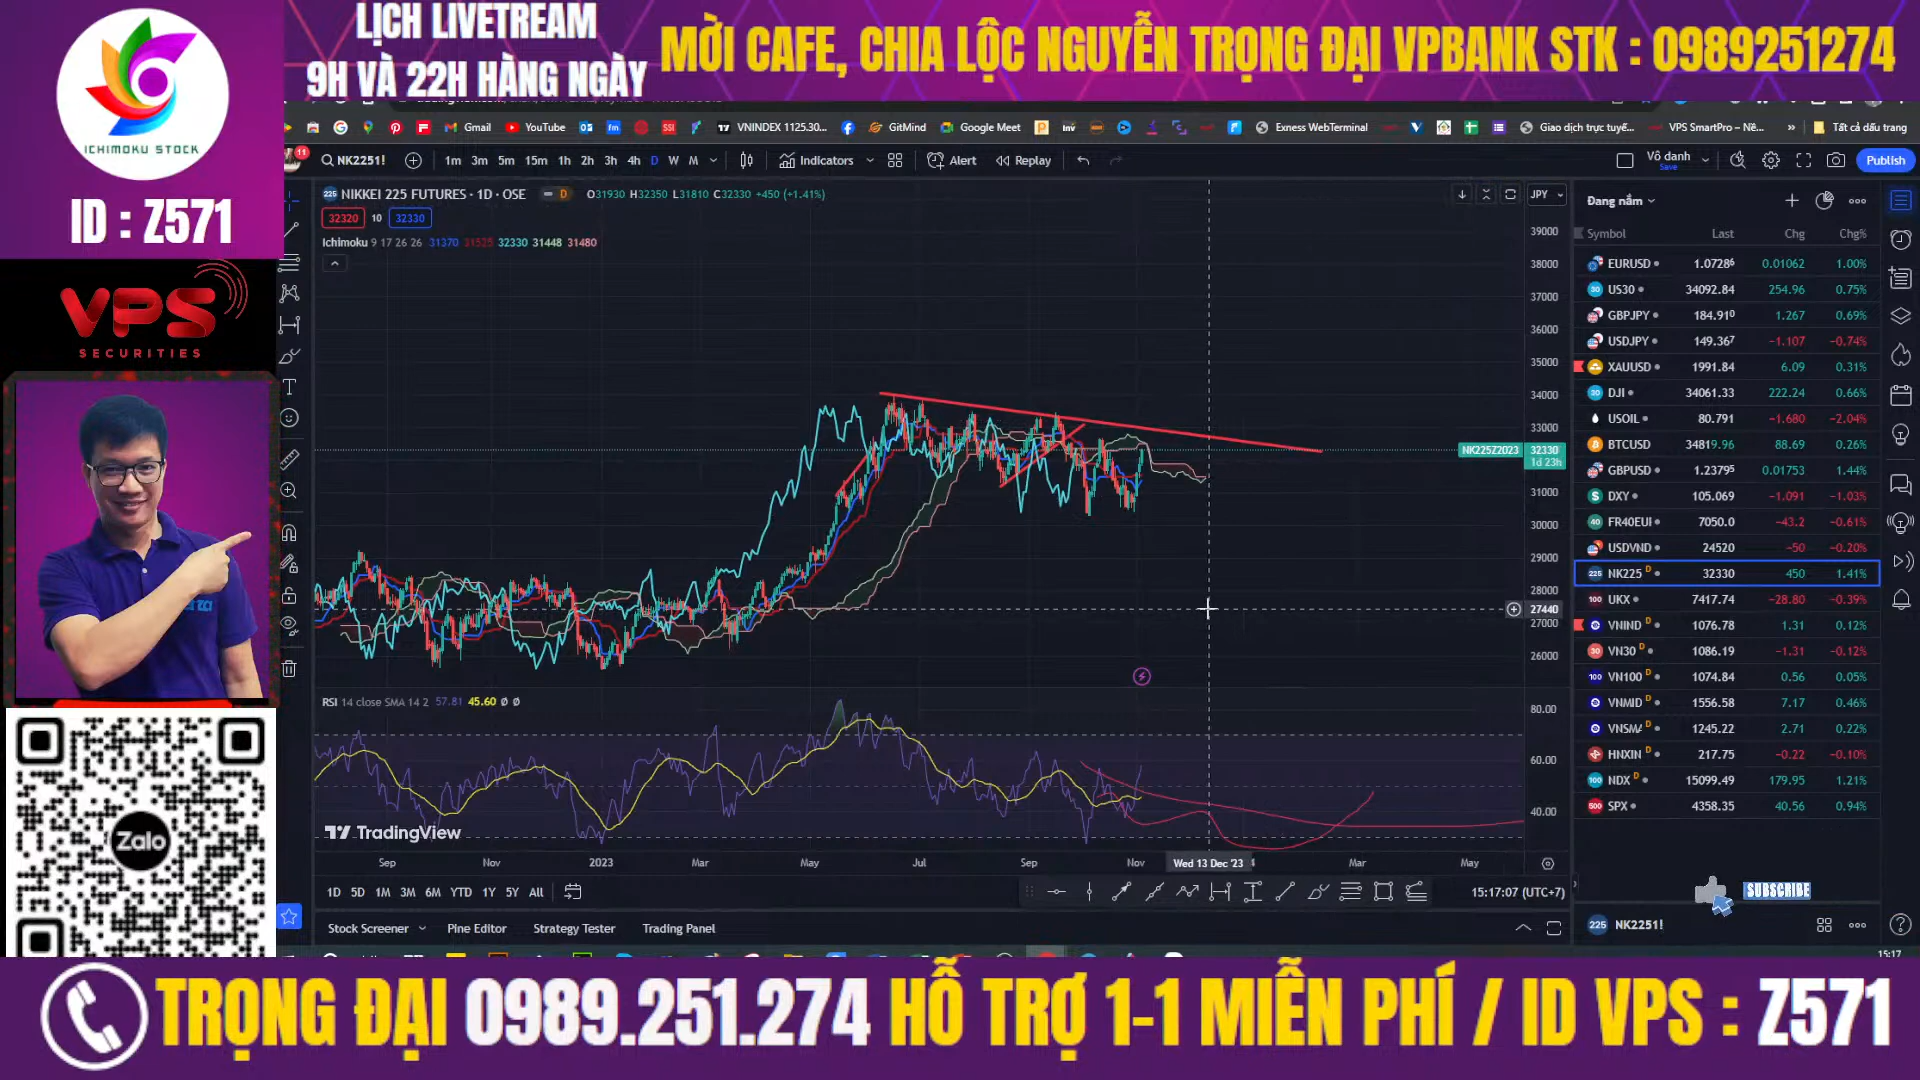 LỊCH LIVETREAM
9H VÀ 22H HÀNG NGÀY
MỜI CAFE, CHIA LỘC NGUYỄN TRỌNG ĐẠI VPBANK STK : 0989251274
ICHIMOKU STOCK
ID : Z571
VPS
SECURITIES
Zalo
Gmail YouTube VNINDEX 1125.30... GitMind Google Meet Exness WebTerminal Giao dịch trực tuyế... VPS SmartPro – Nề... » Tất cả dấu trang
11 NK2251! 1m 3m 5m 15m 1h 2h 3h 4h D W M Indicators Alert Replay Vô danh Save Publish
NIKKEI 225 FUTURES · 1D · OSE D O31930 H32350 L31810 C32330 +450 (+1.41%)
32320 10 32330
Ichimoku 9 17 26 26 31370 31525 32330 31448 31480
JPY
39000
38000
37000
36000
35000
34000
33000
NK225Z2023 32330
1d 23h
31000
30000
29000
28000
27440
27000
26000
RSI 14 close SMA 14 2 57.81 45.60 Ø Ø
80.00
60.00
40.00
TradingView
Sep Nov 2023 Mar May Jul Sep Nov Wed 13 Dec '23 Mar May
1D 5D 1M 3M 6M YTD 1Y 5Y All 15:17:07 (UTC+7)
Stock Screener Pine Editor Strategy Tester Trading Panel
Đang nắm
Symbol Last Chg Chg%
EURUSD 1.07286 0.01062 1.00%
US30 34092.84 254.96 0.75%
GBPJPY 184.910 1.267 0.69%
USDJPY 149.367 −1.107 −0.74%
XAUUSD 1991.84 6.09 0.31%
DJI 34061.33 222.24 0.66%
USOIL 80.791 −1.680 −2.04%
BTCUSD 34819.96 88.69 0.26%
GBPUSD 1.23795 0.01753 1.44%
DXY 105.069 −1.091 −1.03%
FR40EUI 7050.0 −43.2 −0.61%
USDVND 24520 −50 −0.20%
NK225 D 32330 450 1.41%
UKX 7417.74 −28.80 −0.39%
VNIND D 1076.78 1.31 0.12%
VN30 D 1086.19 −1.31 −0.12%
VN100 D 1074.84 0.56 0.05%
VNMID D 1556.58 7.17 0.46%
VNSM D 1245.22 2.71 0.22%
HNXIN D 217.75 −0.22 −0.10%
NDX D 15099.49 179.95 1.21%
SPX 4358.35 40.56 0.94%
SUBSCRIBE
NK2251!
15:17
TRỌNG ĐẠI 0989.251.274 HỖ TRỢ 1-1 MIỄN PHÍ / ID VPS : Z571